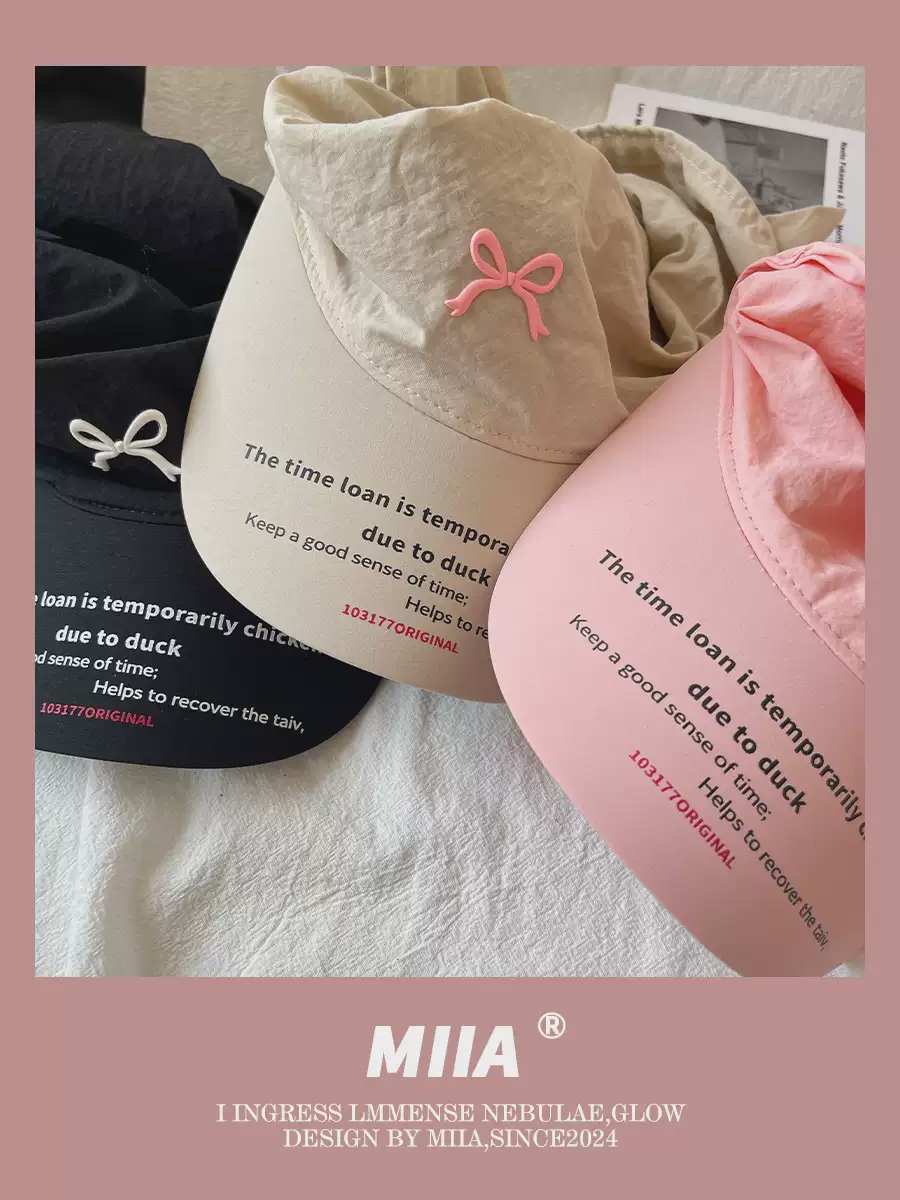 The time loan is tempora
due to duck
Keep a good sense of time;
Helps to re
103177ORIGINAL
loan is temporarily chicken
due to duck
sense of time;
Helps to recover the taiv,
103177ORIGINAL
The time loan is temporarily
due to duck
Keep a good sense of time;
Helps to recover the taiv,
103177ORIGINAL
MIIA®
I INGRESS LMMENSE NEBULAE,GLOW
DESIGN BY MIIA,SINCE2024